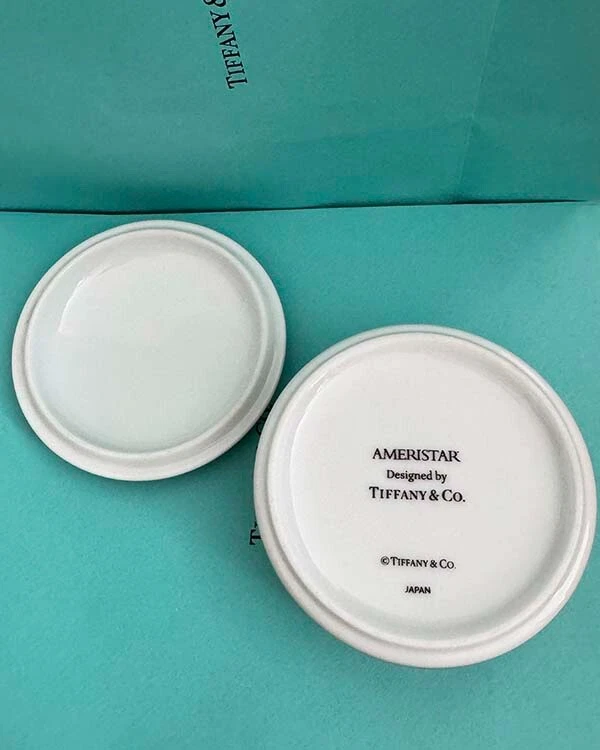 TIFFANY &
AMERISTAR
Designed by
TIFFANY & CO.
© TIFFANY & CO.
JAPAN